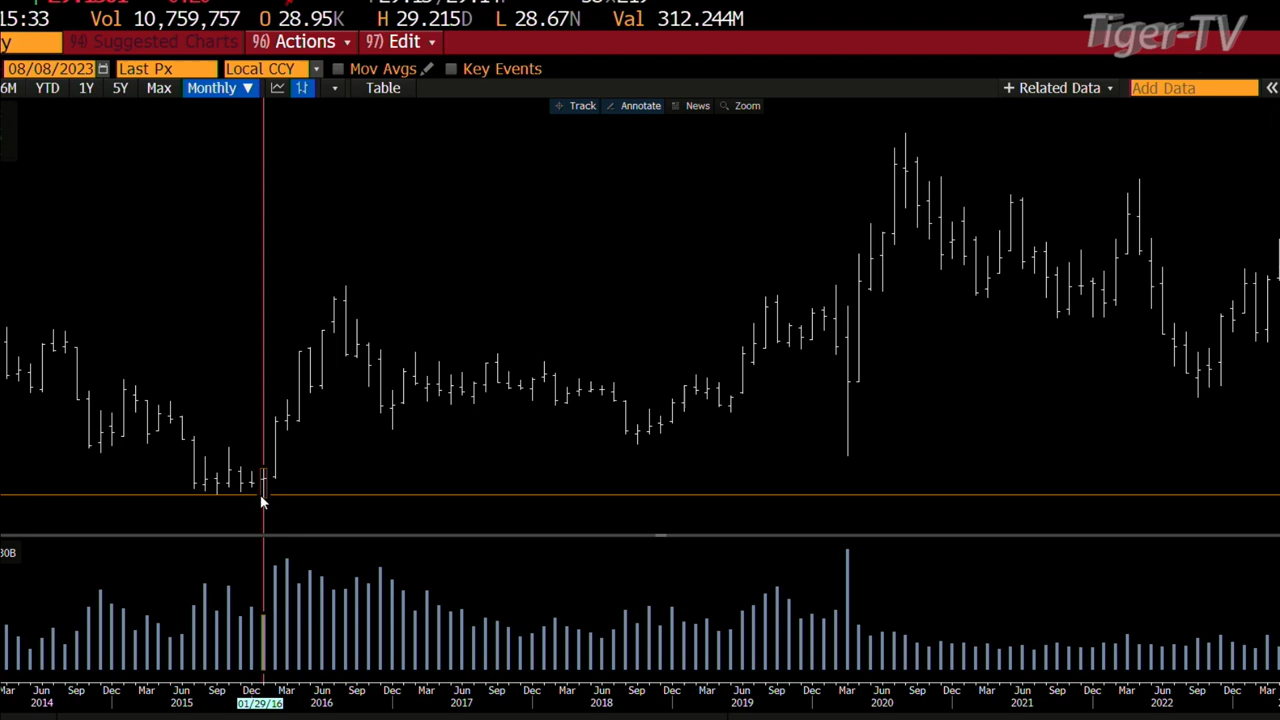 15:33 Vol 10,759,757 O 28.95K H 29.215D L 28.67N Val 312.244M
Tiger-TV
y 94) Suggested Charts 96) Actions 97) Edit
08/08/2023 Last Px Local CCY Mov Avgs Key Events
6M YTD 1Y 5Y Max Monthly ▼ Table + Related Data Add Data «
Track Annotate News Zoom
30B
Mar Jun Sep Dec Mar Jun Sep Dec Mar Jun Sep Dec Mar Jun Sep Dec Mar Jun Sep Dec Mar Jun Sep Dec Mar Jun Sep Dec Mar Jun Sep Dec Mar Jun Sep Dec Mar
2014 2015 01/29/16 2016 2017 2018 2019 2020 2021 2022